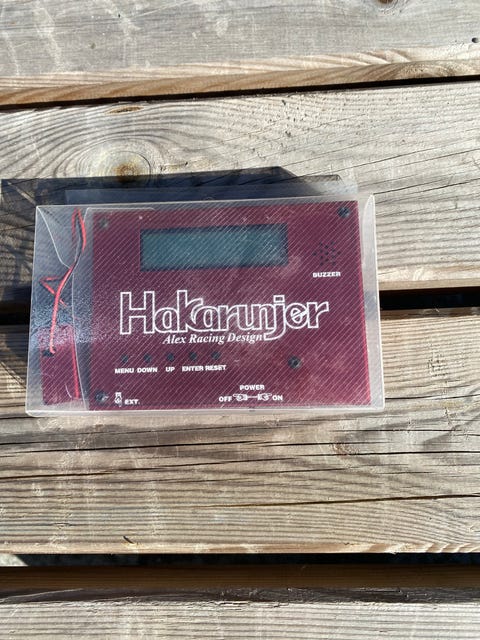 BUZZER
Hakarunjer
Alex Racing Design
MENU DOWN UP ENTER RESET
POWER
EXT. OFF ON